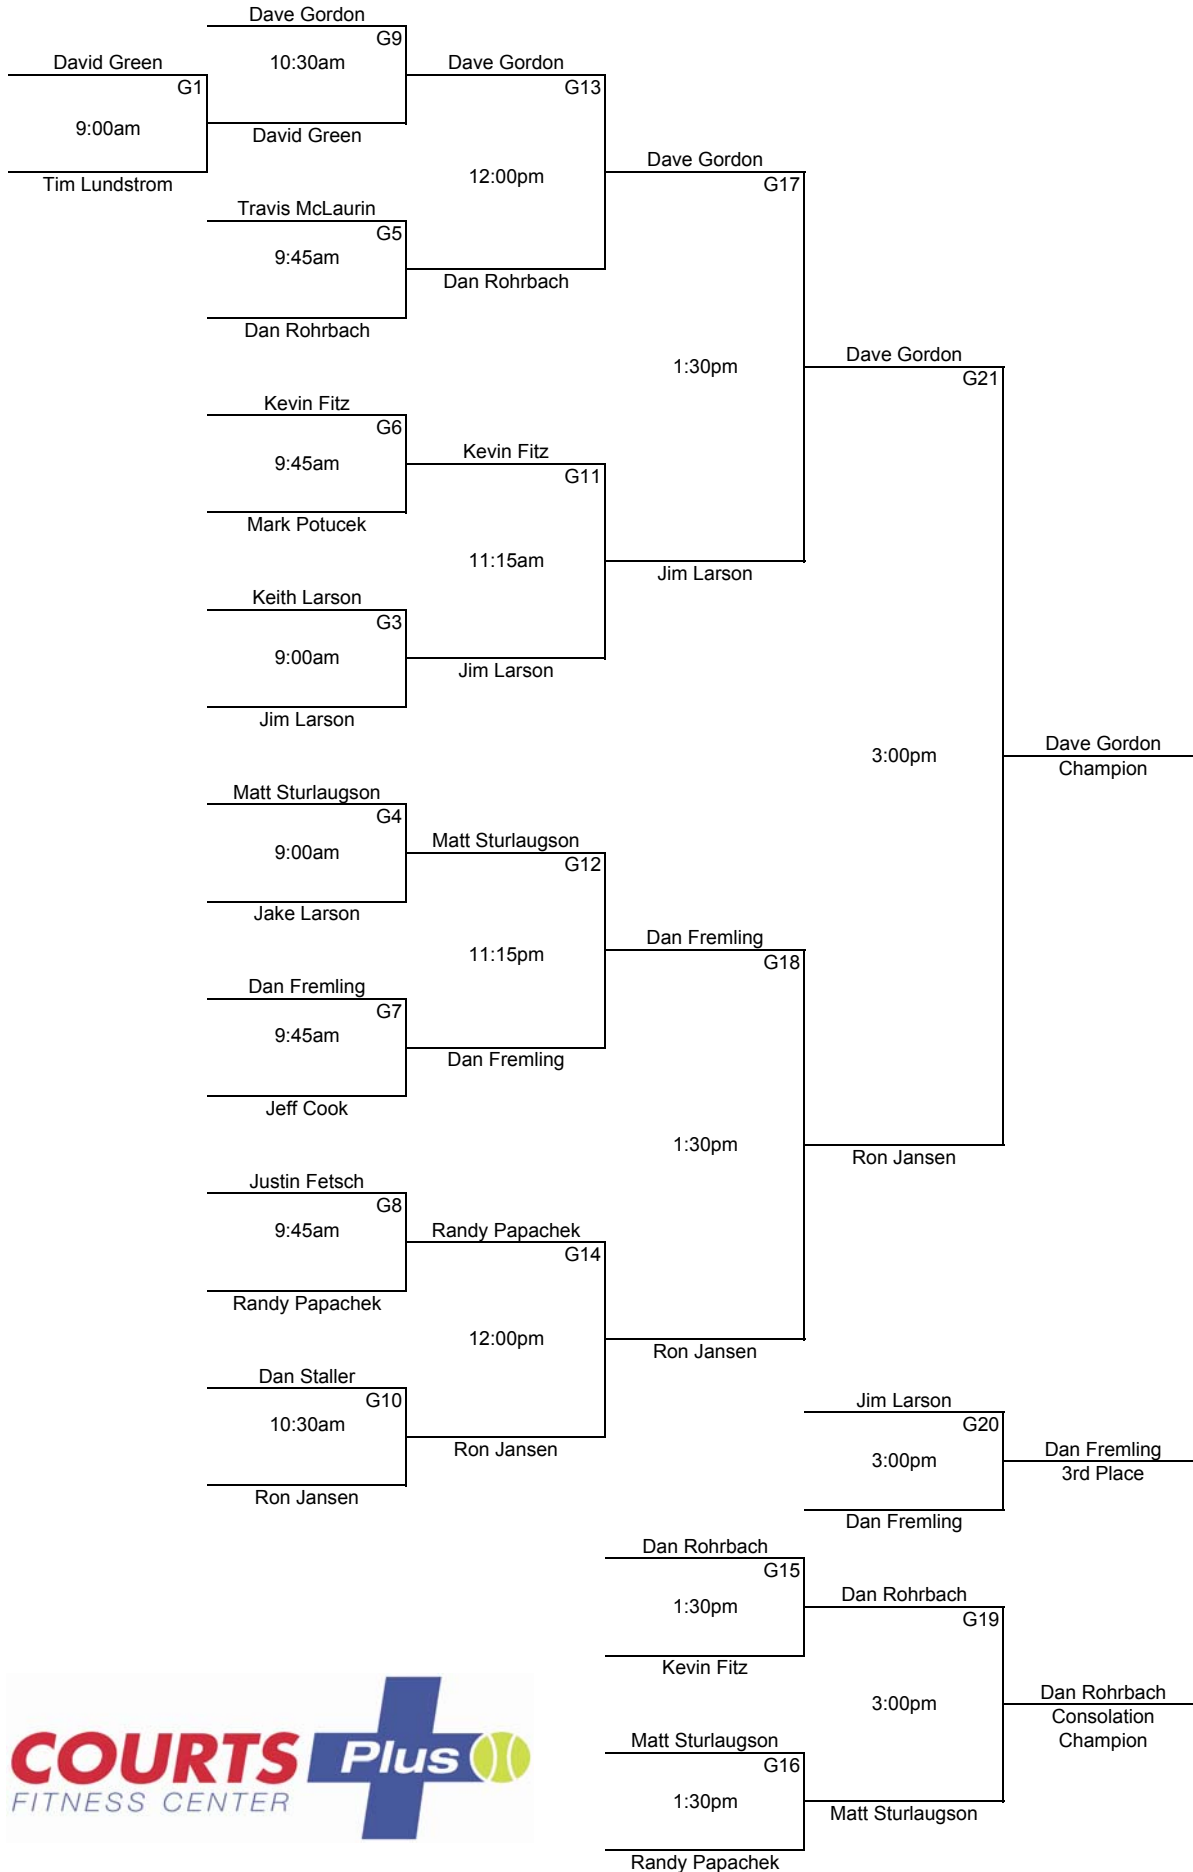 Dave Gordon
G9
10:30am
David Green
Dave Gordon
G1
G13
9:00am
David Green
Dave Gordon
Tim Lundstrom
12:00pm
G17
Travis McLaurin
G5
9:45am
Dan Rohrbach
Dan Rohrbach
Dave Gordon
1:30pm
G21
Kevin Fitz
G6
Kevin Fitz
9:45am
G11
Mark Potucek
11:15am
Jim Larson
Keith Larson
G3
9:00am
Jim Larson
Jim Larson
Dave Gordon
3:00pm
Champion
Matt Sturlaugson
G4
Matt Sturlaugson
9:00am
G12
Jake Larson
Dan Fremling
11:15pm
G18
Dan Fremling
G7
9:45am
Dan Fremling
Jeff Cook
1:30pm
Ron Jansen
Justin Fetsch
G8
9:45am
Randy Papachek
G14
Randy Papachek
12:00pm
Ron Jansen
Dan Staller
G10
Jim Larson
10:30am
G20
Ron Jansen
Dan Fremling
3:00pm
3rd Place
Ron Jansen
Dan Fremling
Dan Rohrbach
G15
Dan Rohrbach
1:30pm
G19
Kevin Fitz
Dan Rohrbach
3:00pm
Consolation
Champion
Matt Sturlaugson
G16
1:30pm
Matt Sturlaugson
Randy Papachek
COURTS Plus
FITNESS CENTER